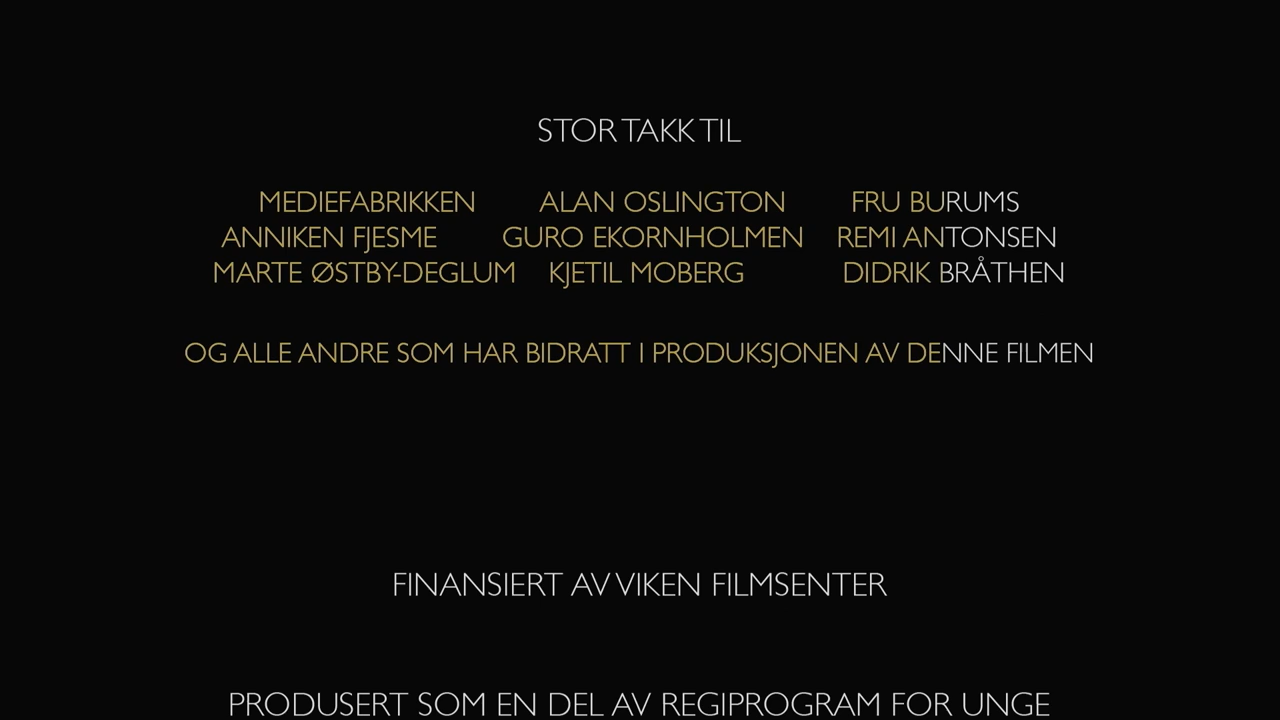 STOR TAKK TIL
MEDIEFABRIKKEN ALAN OSLINGTON FRU BURUMS
ANNIKEN FJESME GURO EKORNHOLMEN REMI ANTONSEN
MARTE ØSTBY-DEGLUM KJETIL MOBERG DIDRIK BRÅTHEN
OG ALLE ANDRE SOM HAR BIDRATT I PRODUKSJONEN AV DENNE FILMEN
FINANSIERT AV VIKEN FILMSENTER
PRODUSERT SOM EN DEL AV REGIPROGRAM FOR UNGE